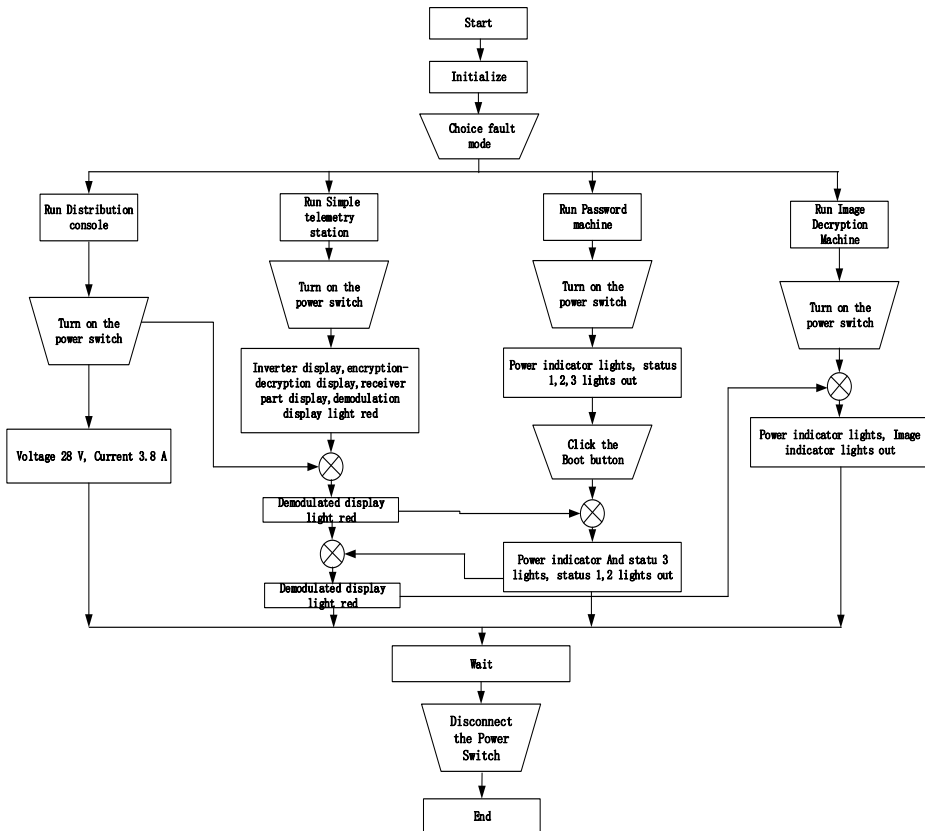 Start
Initialize
Choice fault
mode
Run Distribution
console
Run Simple
telemetry
station
Run Password
machine
Run Image
Decryption
Machine
Turn on the
power switch
Turn on the
power switch
Turn on the
power switch
Turn on the
power switch
Inverter display,encryption-
decryption display,receiver
part display,demodulation
display light red
Power indicator lights, status
1,2,3 lights out
Voltage 28 V, Current 3.8 A
Click the
Boot button
Power indicator lights, Image
indicator lights out
Demodulated display
light red
Power indicator And statu 3
lights, status 1,2 lights out
Demodulated display
light red
Wait
Disconnect
the Power
Switch
End